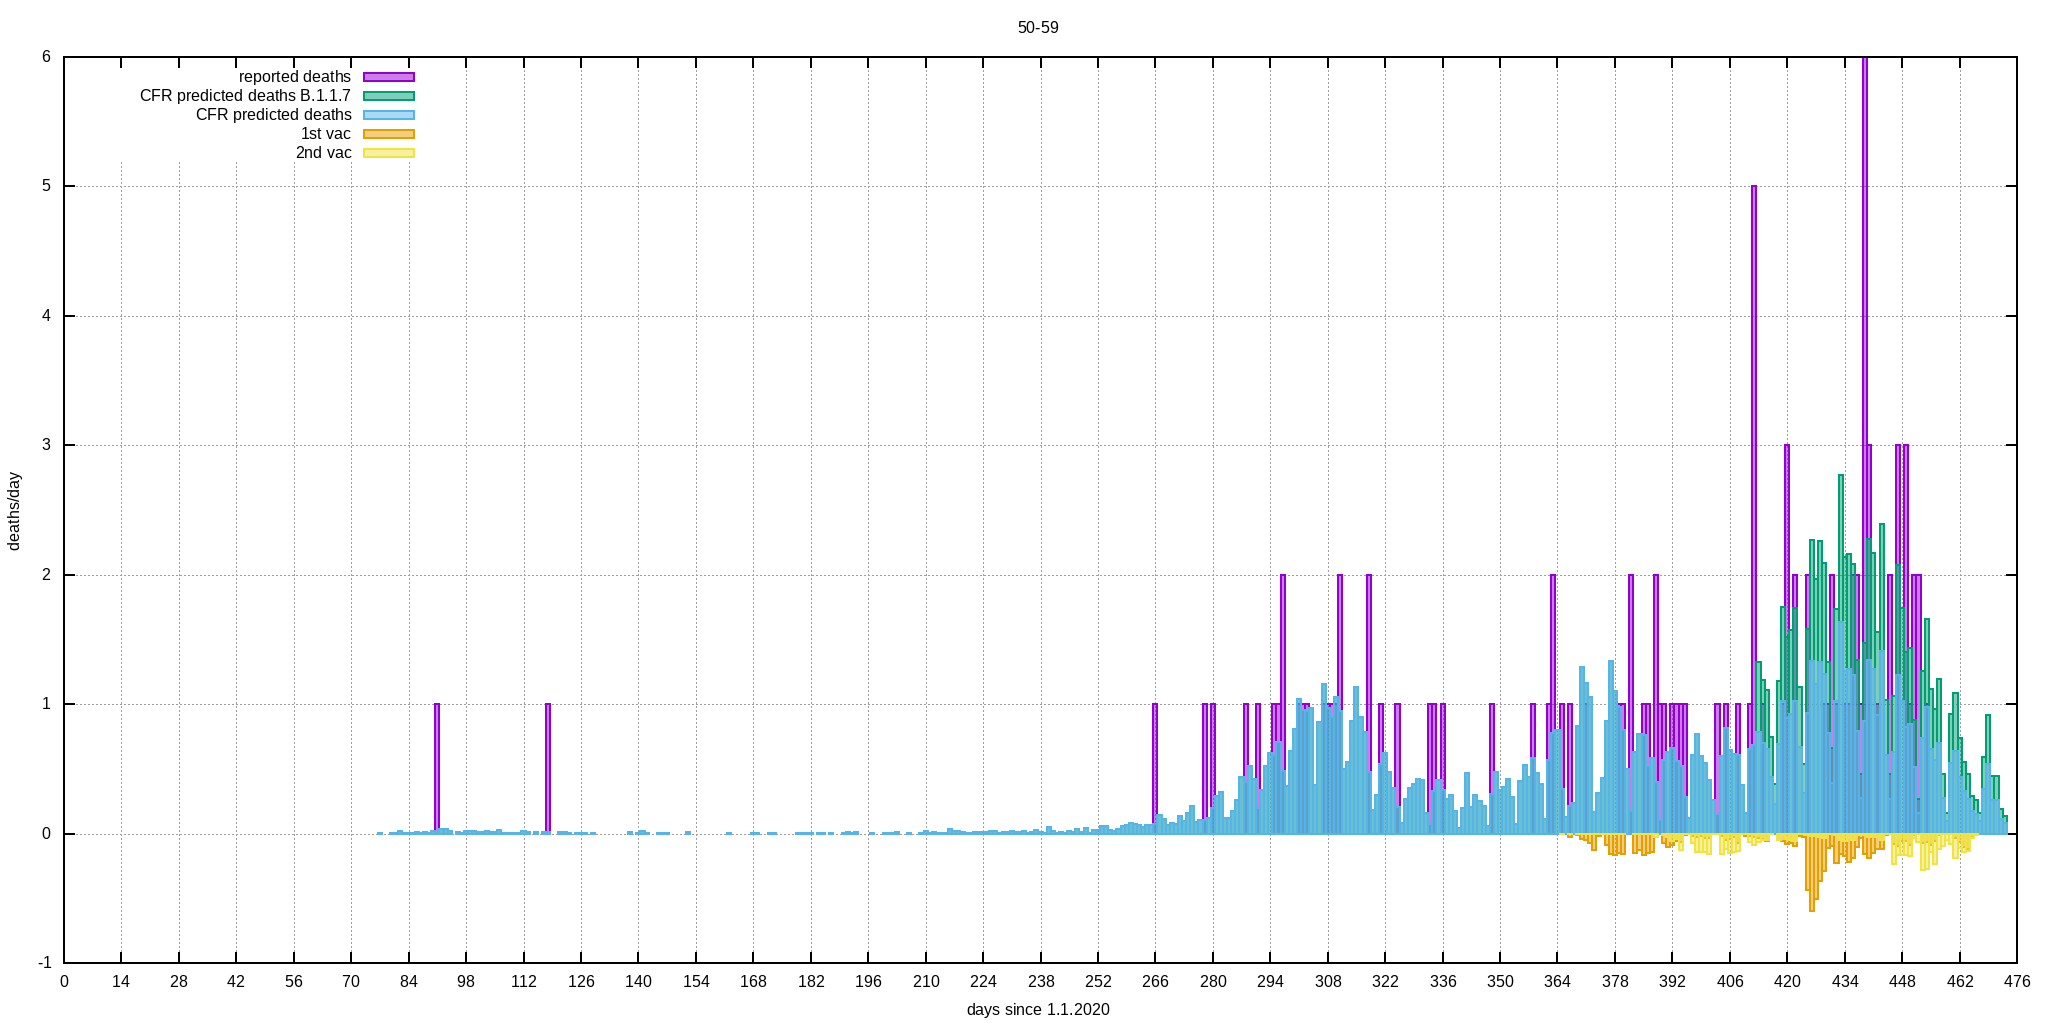 50-59
reported deaths
CFR predicted deaths B.1.1.7
CFR predicted deaths
1st vac
2nd vac
6
5
4
3
2
1
0
-1
deaths/day
0 14 28 42 56 70 84 98 112 126 140 154 168 182 196 210 224 238 252 266 280 294 308 322 336 350 364 378 392 406 420 434 448 462 476
days since 1.1.2020